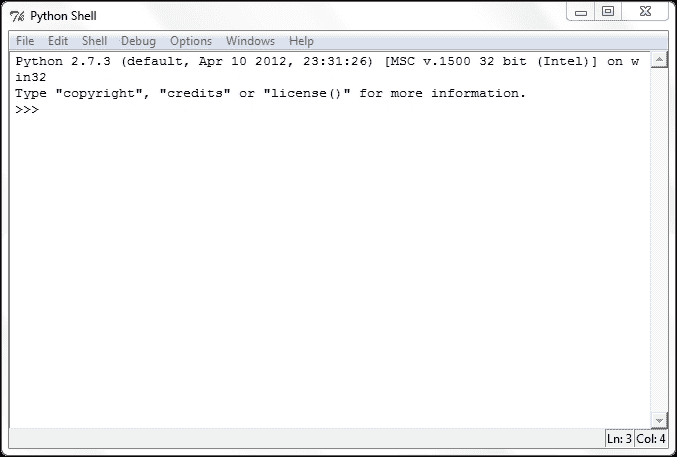 Python Shell
File Edit Shell Debug Options Windows Help
Python 2.7.3 (default, Apr 10 2012, 23:31:26) [MSC v.1500 32 bit (Intel)] on w
in32
Type "copyright", "credits" or "license()" for more information.
>>>
Ln: 3 Col: 4